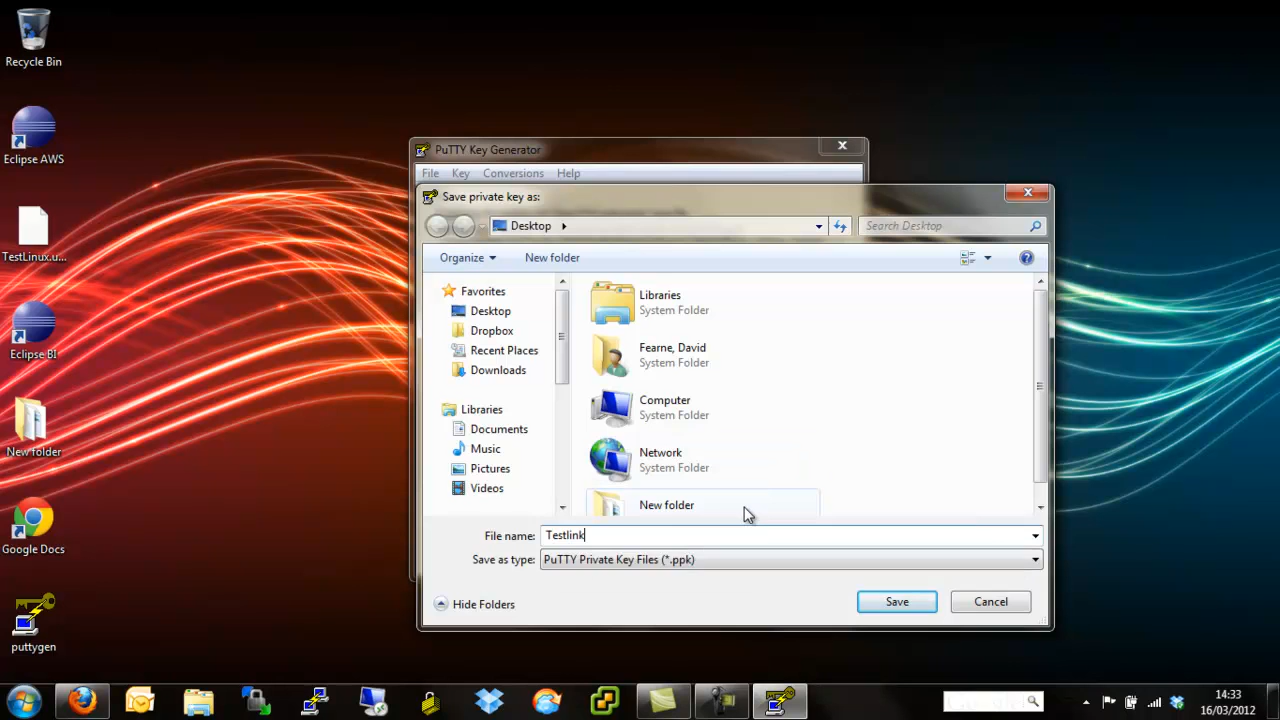 Recycle Bin
Eclipse AWS
TestLinux.u...
Eclipse BI
New folder
Google Docs
puttygen
PuTTY Key Generator
File Key Conversions Help
Save private key as:
Desktop
Search Desktop
Organize
New folder
Favorites
Desktop
Dropbox
Recent Places
Downloads
Libraries
Documents
Music
Pictures
Videos
Libraries
System Folder
Fearne, David
System Folder
Computer
System Folder
Network
System Folder
New folder
File name: Testlink
Save as type: PuTTY Private Key Files (*.ppk)
Hide Folders
Save
Cancel
14:33
16/03/2012